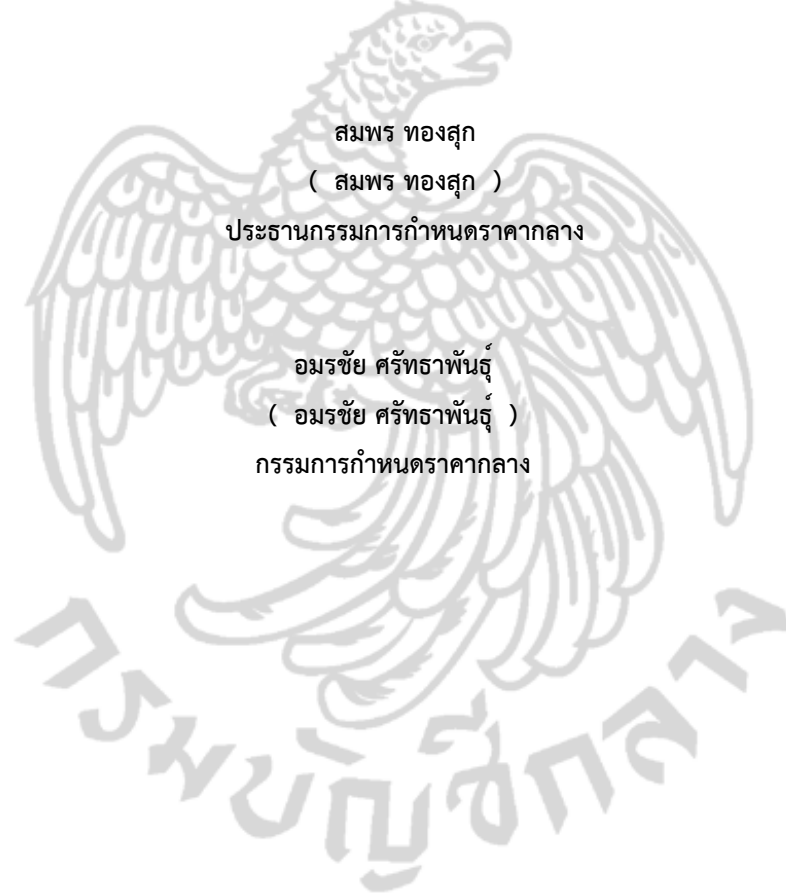 สมพร ทองสุก
( สมพร ทองสุก )
ประธานกรรมการกำหนดราคากลาง
อมรชัย ศรัทธาพันธุ์
( อมรชัย ศรัทธาพันธุ์ )
กรรมการกำหนดราคากลาง
กรมบัญชีกลาง